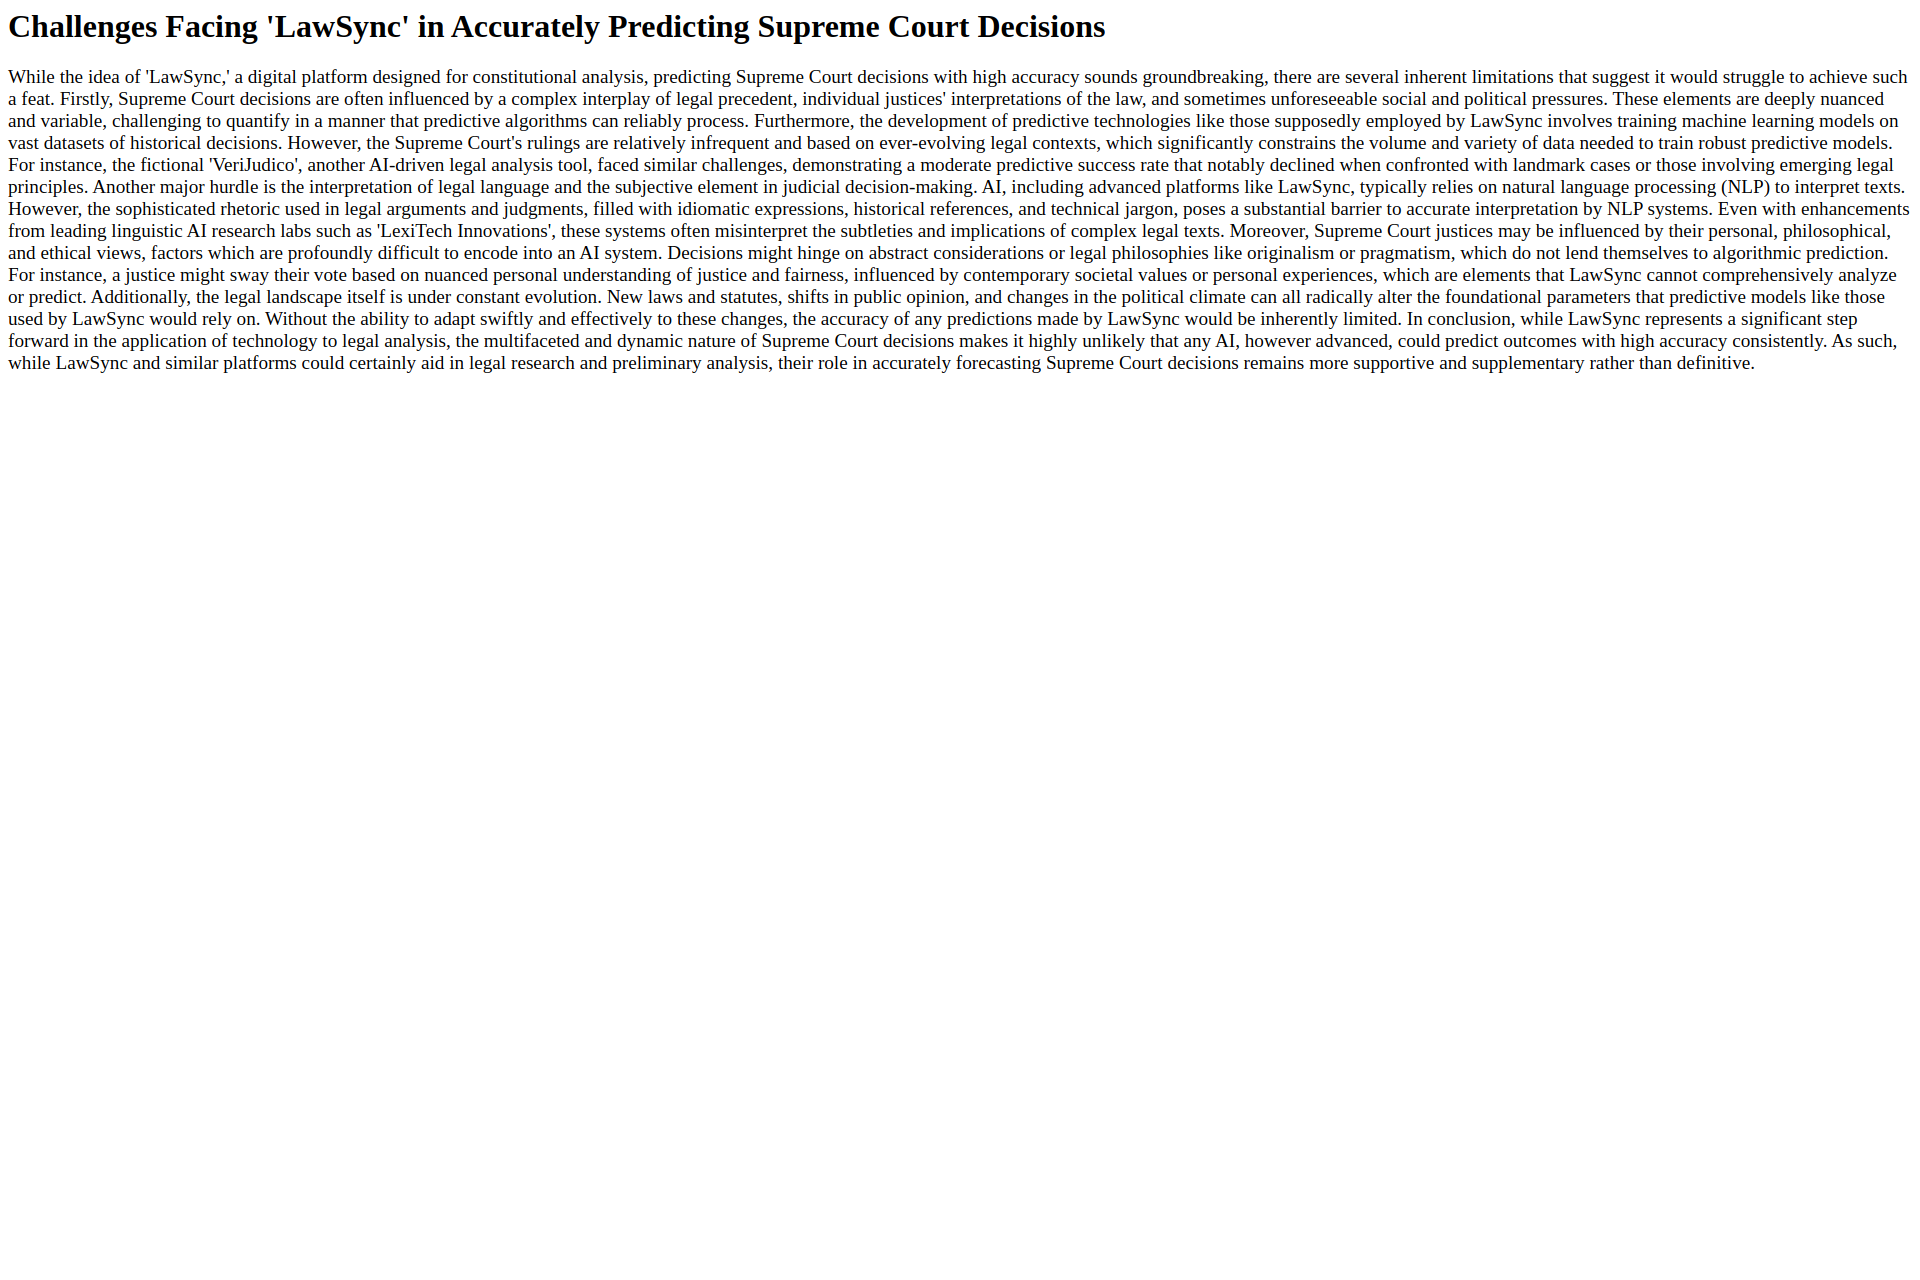 Challenges Facing 'LawSync' in Accurately Predicting Supreme Court Decisions
While the idea of 'LawSync,' a digital platform designed for constitutional analysis, predicting Supreme Court decisions with high accuracy sounds groundbreaking, there are several inherent limitations that suggest it would struggle to achieve such
a feat. Firstly, Supreme Court decisions are often influenced by a complex interplay of legal precedent, individual justices' interpretations of the law, and sometimes unforeseeable social and political pressures. These elements are deeply nuanced
and variable, challenging to quantify in a manner that predictive algorithms can reliably process. Furthermore, the development of predictive technologies like those supposedly employed by LawSync involves training machine learning models on
vast datasets of historical decisions. However, the Supreme Court's rulings are relatively infrequent and based on ever-evolving legal contexts, which significantly constrains the volume and variety of data needed to train robust predictive models.
For instance, the fictional 'VeriJudico', another AI-driven legal analysis tool, faced similar challenges, demonstrating a moderate predictive success rate that notably declined when confronted with landmark cases or those involving emerging legal
principles. Another major hurdle is the interpretation of legal language and the subjective element in judicial decision-making. AI, including advanced platforms like LawSync, typically relies on natural language processing (NLP) to interpret texts.
However, the sophisticated rhetoric used in legal arguments and judgments, filled with idiomatic expressions, historical references, and technical jargon, poses a substantial barrier to accurate interpretation by NLP systems. Even with enhancements
from leading linguistic AI research labs such as 'LexiTech Innovations', these systems often misinterpret the subtleties and implications of complex legal texts. Moreover, Supreme Court justices may be influenced by their personal, philosophical,
and ethical views, factors which are profoundly difficult to encode into an AI system. Decisions might hinge on abstract considerations or legal philosophies like originalism or pragmatism, which do not lend themselves to algorithmic prediction.
For instance, a justice might sway their vote based on nuanced personal understanding of justice and fairness, influenced by contemporary societal values or personal experiences, which are elements that LawSync cannot comprehensively analyze
or predict. Additionally, the legal landscape itself is under constant evolution. New laws and statutes, shifts in public opinion, and changes in the political climate can all radically alter the foundational parameters that predictive models like those
used by LawSync would rely on. Without the ability to adapt swiftly and effectively to these changes, the accuracy of any predictions made by LawSync would be inherently limited. In conclusion, while LawSync represents a significant step
forward in the application of technology to legal analysis, the multifaceted and dynamic nature of Supreme Court decisions makes it highly unlikely that any AI, however advanced, could predict outcomes with high accuracy consistently. As such,
while LawSync and similar platforms could certainly aid in legal research and preliminary analysis, their role in accurately forecasting Supreme Court decisions remains more supportive and supplementary rather than definitive.